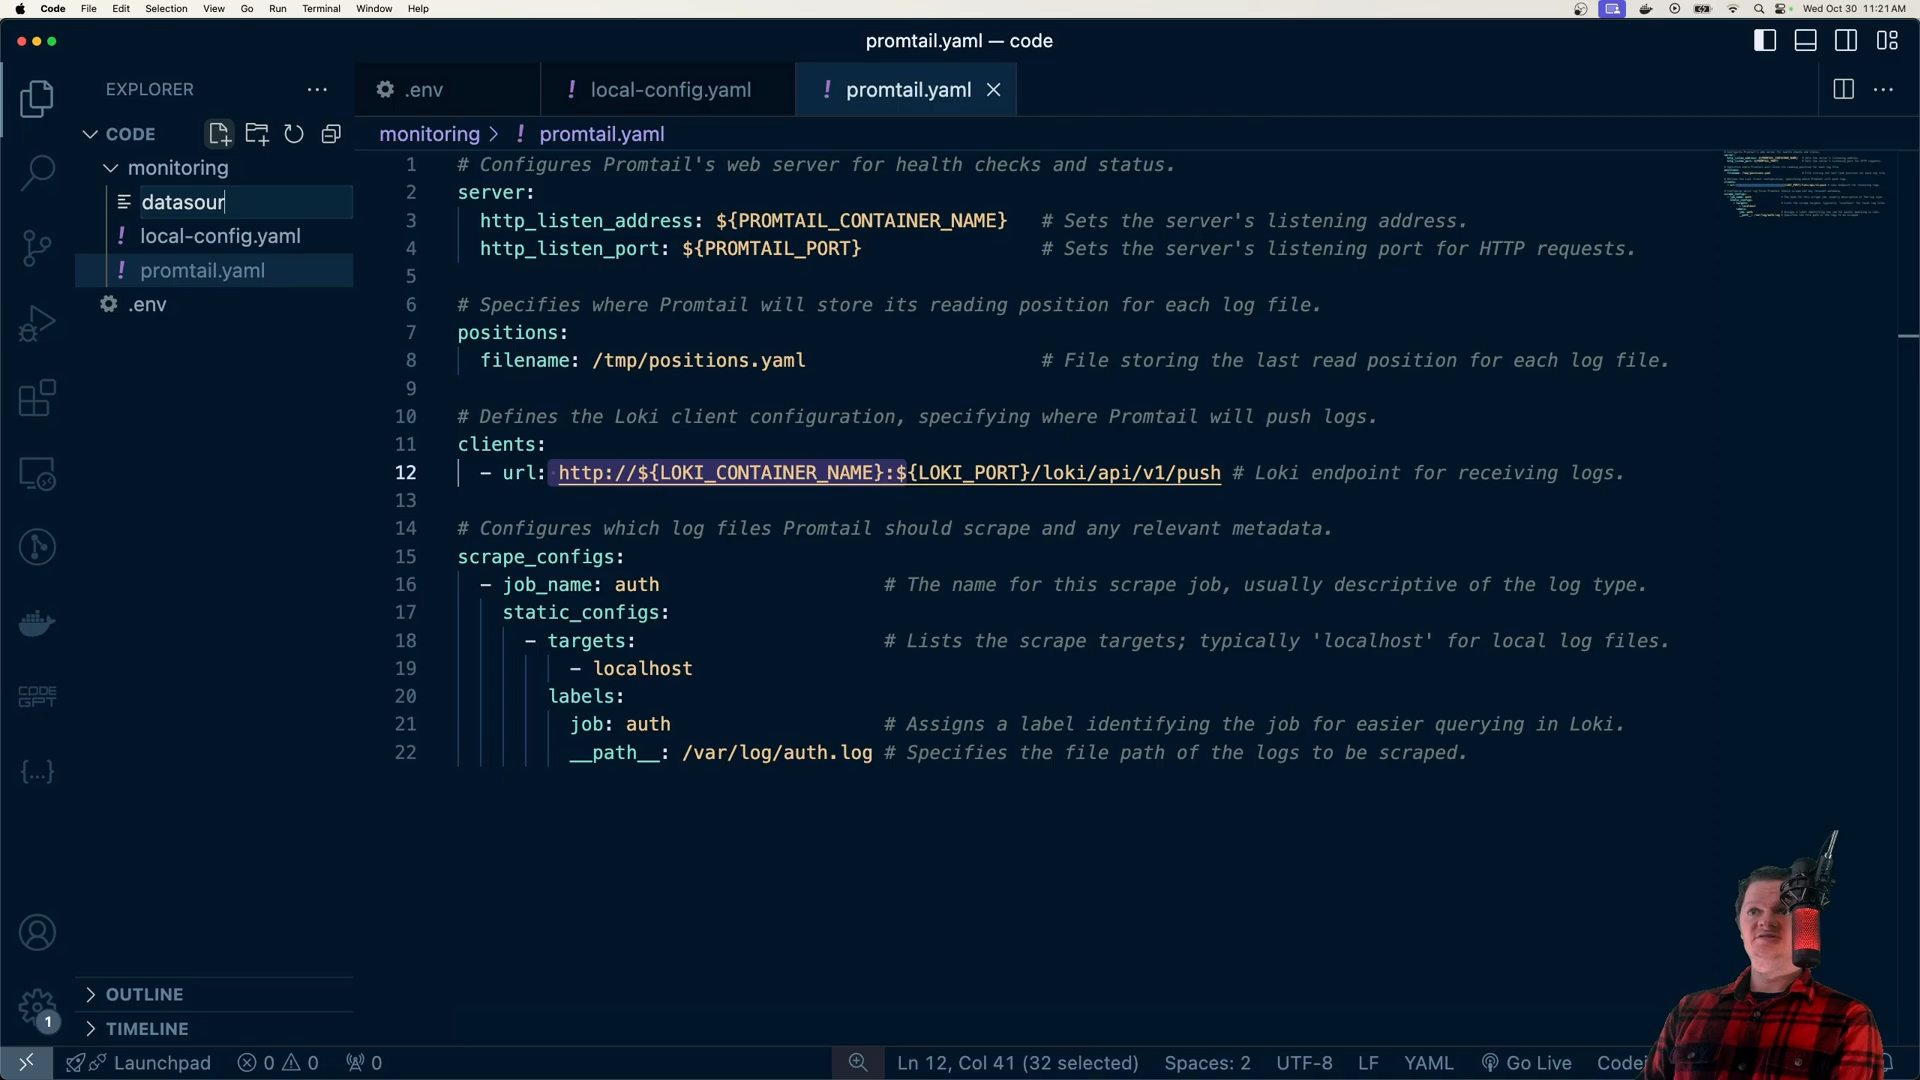 Code File Edit Selection View Go Run Terminal Window Help
Wed Oct 30 11:21 AM
promtail.yaml — code
EXPLORER
.env
local-config.yaml
promtail.yaml
CODE
monitoring > promtail.yaml
monitoring
datasour
local-config.yaml
promtail.yaml
.env
1 # Configures Promtail's web server for health checks and status.
2 server:
3 http_listen_address: ${PROMTAIL_CONTAINER_NAME} # Sets the server's listening address.
4 http_listen_port: ${PROMTAIL_PORT} # Sets the server's listening port for HTTP requests.
5
6 # Specifies where Promtail will store its reading position for each log file.
7 positions:
8 filename: /tmp/positions.yaml # File storing the last read position for each log file.
9
10 # Defines the Loki client configuration, specifying where Promtail will push logs.
11 clients:
12 - url: http://${LOKI_CONTAINER_NAME}:${LOKI_PORT}/loki/api/v1/push # Loki endpoint for receiving logs.
13
14 # Configures which log files Promtail should scrape and any relevant metadata.
15 scrape_configs:
16 - job_name: auth # The name for this scrape job, usually descriptive of the log type.
17 static_configs:
18 - targets: # Lists the scrape targets; typically 'localhost' for local log files.
19 - localhost
20 labels:
21 job: auth # Assigns a label identifying the job for easier querying in Loki.
22 __path__: /var/log/auth.log # Specifies the file path of the logs to be scraped.
CODE
GPT
OUTLINE
TIMELINE
1
Launchpad 0 0 0
Ln 12, Col 41 (32 selected) Spaces: 2 UTF-8 LF YAML Go Live Codei